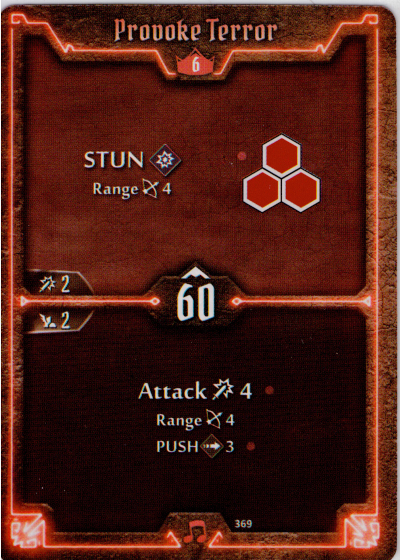 Provoke Terror
6
STUN
Range 4
2
60
2
Attack 4
Range 4
PUSH 3
369